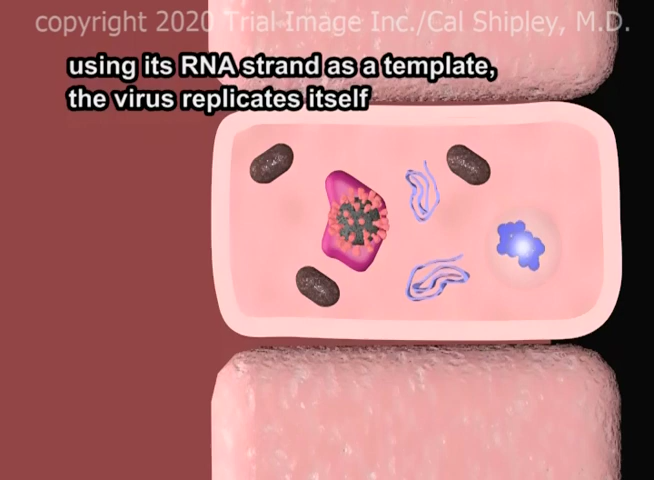 copyright 2020 Trial Image Inc./Cal Shipley, M.D.
using its RNA strand as a template,
the virus replicates itself